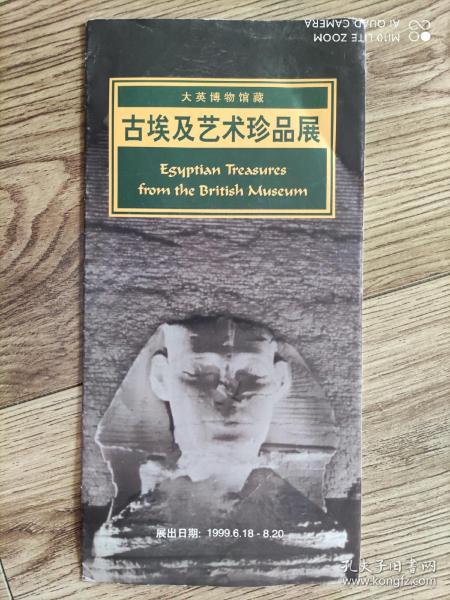 MI 10 LITE ZOOM
AI QUAD CAMERA
大英博物馆藏
古埃及艺术珍品展
Egyptian Treasures
from the British Museum
展出日期: 1999.6.18 - 8.20
孔夫子旧书网
www.kongfz.com